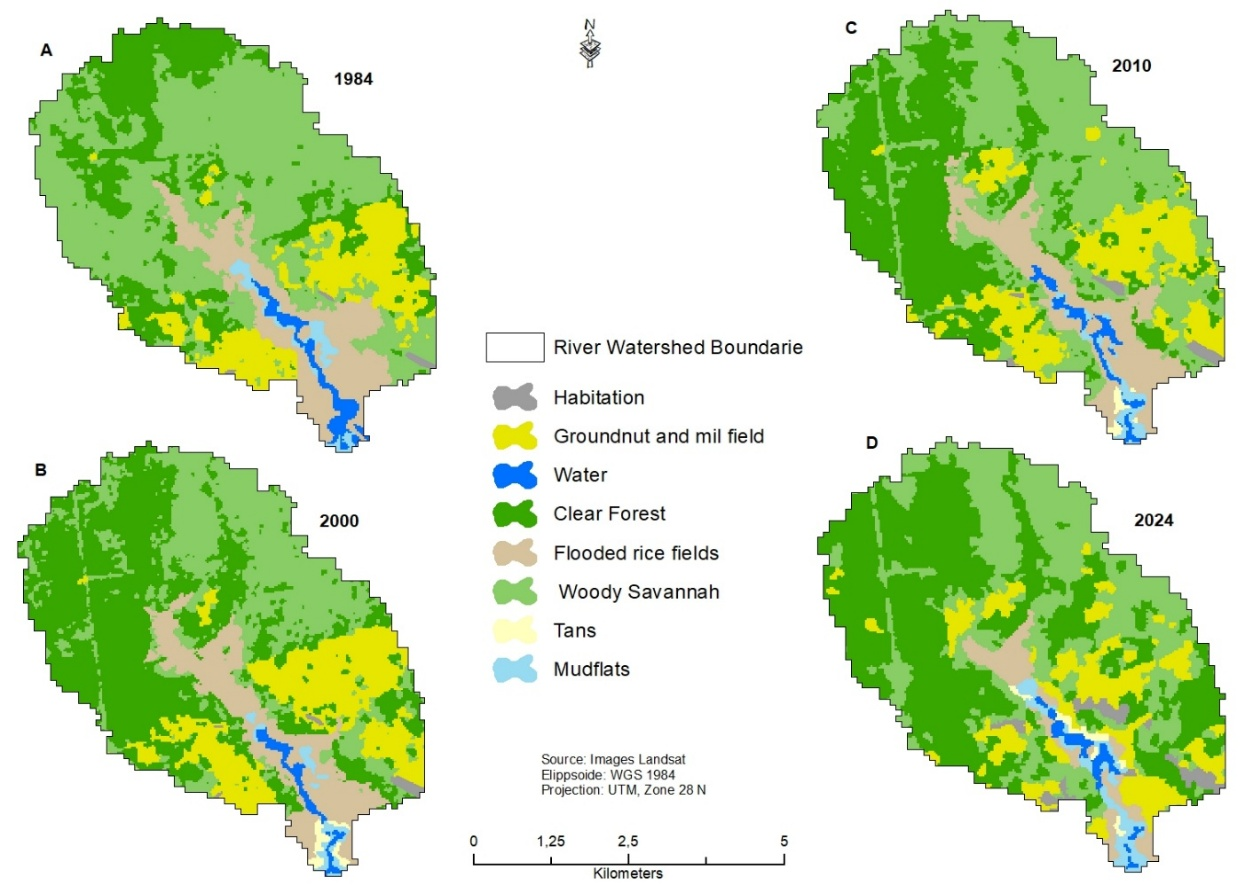 A
1984
N
C
2010
River Watershed Boundarie
Habitation
Groundnut and mil field
Water
Clear Forest
Flooded rice fields
Woody Savannah
Tans
Mudflats
B
2000
D
2024
Source: Images Landsat
Elippsoide: WGS 1984
Projection: UTM, Zone 28 N
0 1,25 2,5 5
Kilometers